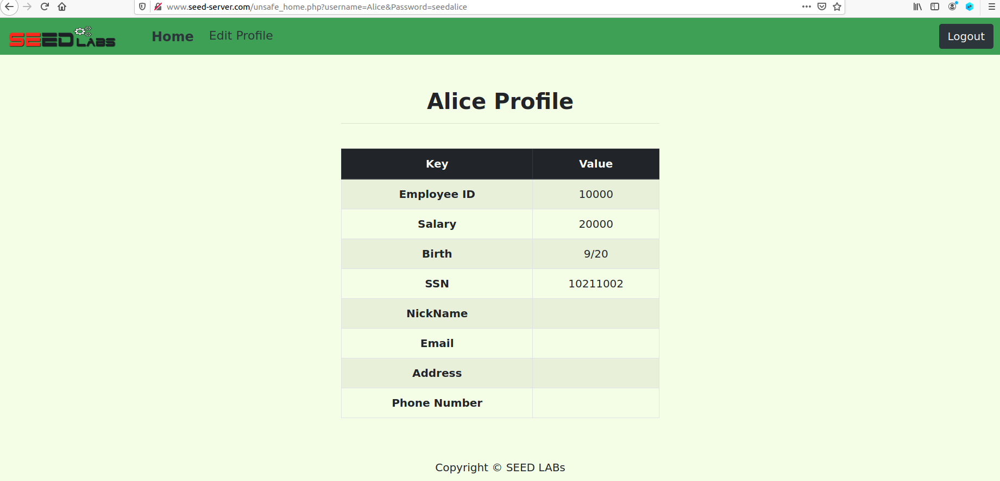 www.seed-server.com/unsafe_home.php?username=Alice&Password=seedalice
SEED LABS Home Edit Profile Logout
Alice Profile
Key Value
Employee ID 10000
Salary 20000
Birth 9/20
SSN 10211002
NickName
Email
Address
Phone Number
Copyright © SEED LABs